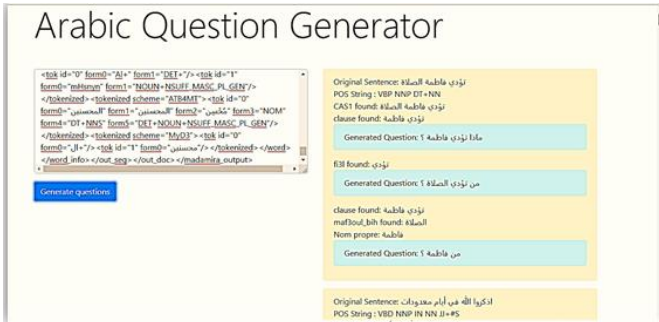 Arabic Question Generator
<tok id="0" form0="Al+" form1="DET+"/><tok id="1"
form0="mHsnyn" form1="NOUN+NSUFF_MASC_PL_GEN"/>
</tokenized><tokenized scheme="ATB4MT"><tok id="0"
form0="المحسنين" form1="المحسنين" form2="مُحْسِن" form3="NOM"
form4="DT+NNS" form5="DET+NOUN+NSUFF_MASC_PL_GEN"/>
</tokenized><tokenized scheme="MyD3"><tok id="0"
form0="ال+"/><tok id="1" form0="محسنين"/></tokenized></word>
</word_info></out_seg></out_doc></madamira_output>
Generate questions
Original Sentence: تؤدي فاطمة الصلاة
POS String : VBP NNP DT+NN
CAS1 found: تؤدي فاطمة الصلاة
clause found: تؤدي فاطمة
Generated Question: ماذا تؤدي فاطمة ؟
fi3l found: تؤدي
Generated Question: من تؤدي الصلاة ؟
clause found: تؤدي فاطمة
maf3oul_bih found: الصلاة
Nom propre: فاطمة
Generated Question: من فاطمة ؟
Original Sentence: اذكروا الله في أيام معدودات
POS String : VBD NNP IN NN JJ+#S